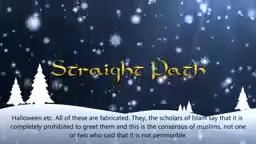 Straight Path
Halloween etc. All of these are fabricated. They, the scholars of Islam say that it is
completely prohibited to greet them and this is the consensus of muslims, not one
or two who said that it is not permissible.